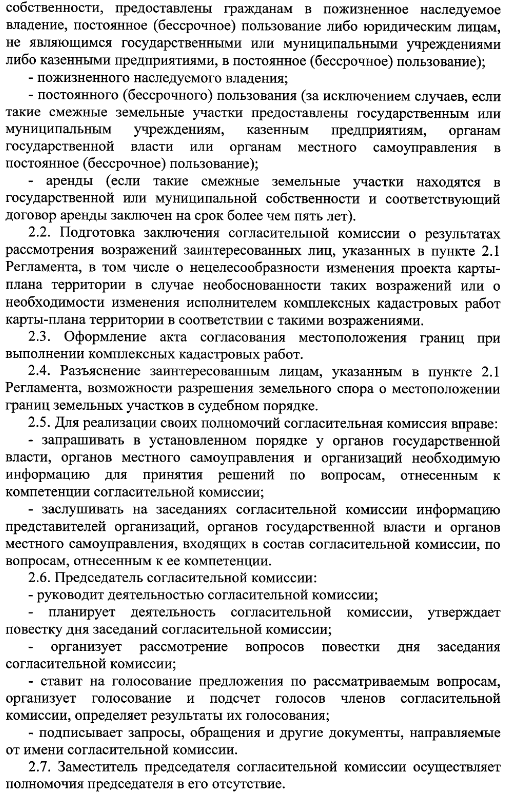 собственности, предоставлены гражданам в пожизненное наследуемое
владение, постоянное (бессрочное) пользование либо юридическим лицам,
не являющимся государственными или муниципальными учреждениями
либо казенными предприятиями, в постоянное (бессрочное) пользование);
- пожизненного наследуемого владения;
- постоянного (бессрочного) пользования (за исключением случаев, если
такие смежные земельные участки предоставлены государственным или
муниципальным учреждениям, казенным предприятиям, органам
государственной власти или органам местного самоуправления в
постоянное (бессрочное) пользование);
- аренды (если такие смежные земельные участки находятся в
государственной или муниципальной собственности и соответствующий
договор аренды заключен на срок более чем пять лет).
2.2. Подготовка заключения согласительной комиссии о результатах
рассмотрения возражений заинтересованных лиц, указанных в пункте 2.1
Регламента, в том числе о нецелесообразности изменения проекта карты-
плана территории в случае необоснованности таких возражений или о
необходимости изменения исполнителем комплексных кадастровых работ
карты-плана территории в соответствии с такими возражениями.
2.3. Оформление акта согласования местоположения границ при
выполнении комплексных кадастровых работ.
2.4. Разъяснение заинтересованным лицам, указанным в пункте 2.1
Регламента, возможности разрешения земельного спора о местоположении
границ земельных участков в судебном порядке.
2.5. Для реализации своих полномочий согласительная комиссия вправе:
- запрашивать в установленном порядке у органов государственной
власти, органов местного самоуправления и организаций необходимую
информацию для принятия решений по вопросам, отнесенным к
компетенции согласительной комиссии;
- заслушивать на заседаниях согласительной комиссии информацию
представителей организаций, органов государственной власти и органов
местного самоуправления, входящих в состав согласительной комиссии, по
вопросам, отнесенным к ее компетенции.
2.6. Председатель согласительной комиссии:
- руководит деятельностью согласительной комиссии;
- планирует деятельность согласительной комиссии, утверждает
повестку дня заседаний согласительной комиссии;
- организует рассмотрение вопросов повестки дня заседания
согласительной комиссии;
- ставит на голосование предложения по рассматриваемым вопросам,
организует голосование и подсчет голосов членов согласительной
комиссии, определяет результаты их голосования;
- подписывает запросы, обращения и другие документы, направляемые
от имени согласительной комиссии.
2.7. Заместитель председателя согласительной комиссии осуществляет
полномочия председателя в его отсутствие.